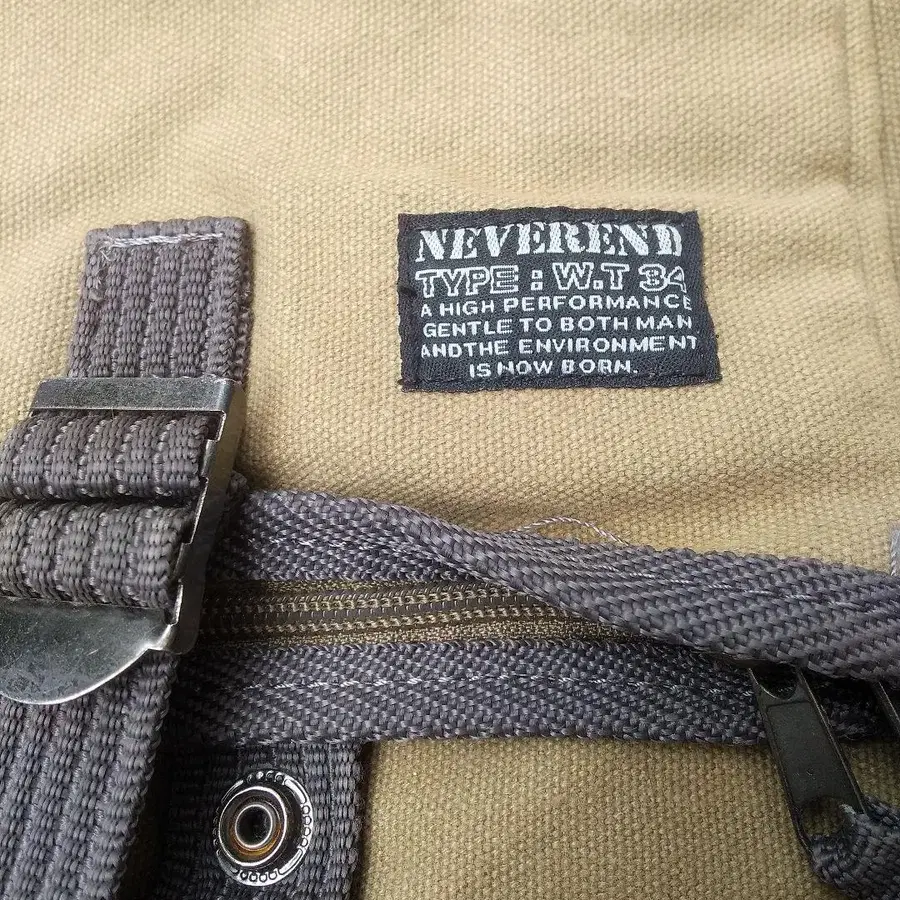 NEVEREND
TYPE : W.T 34
A HIGH PERFORMANCE
GENTLE TO BOTH MAN
ANDTHE ENVIRONMENT
IS NOW BORN.